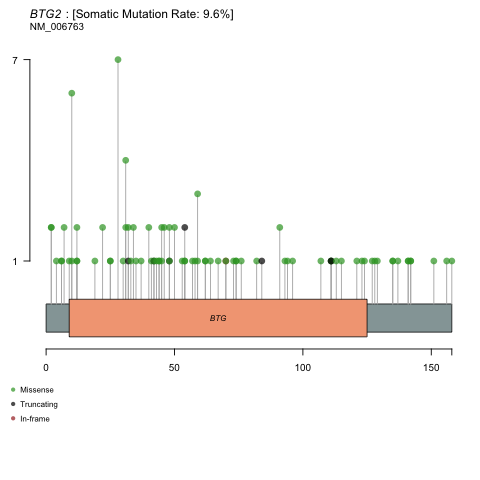 BTG2 : [Somatic Mutation Rate: 9.6%]
NM_006763
7
1
BTG
0 50 100 150
Missense
Truncating
In-frame